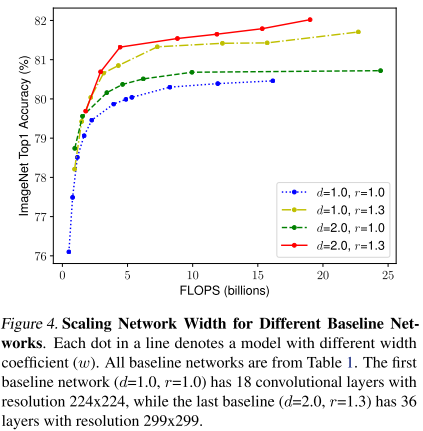 82
81
80
79
78
77
76
ImageNet Top1 Accuracy (%)
d=1.0, r=1.0
d=1.0, r=1.3
d=2.0, r=1.0
d=2.0, r=1.3
0 5 10 15 20 25
FLOPS (billions)
Figure 4. Scaling Network Width for Different Baseline Net-
works. Each dot in a line denotes a model with different width
coefficient (w). All baseline networks are from Table 1. The first
baseline network (d=1.0, r=1.0) has 18 convolutional layers with
resolution 224x224, while the last baseline (d=2.0, r=1.3) has 36
layers with resolution 299x299.